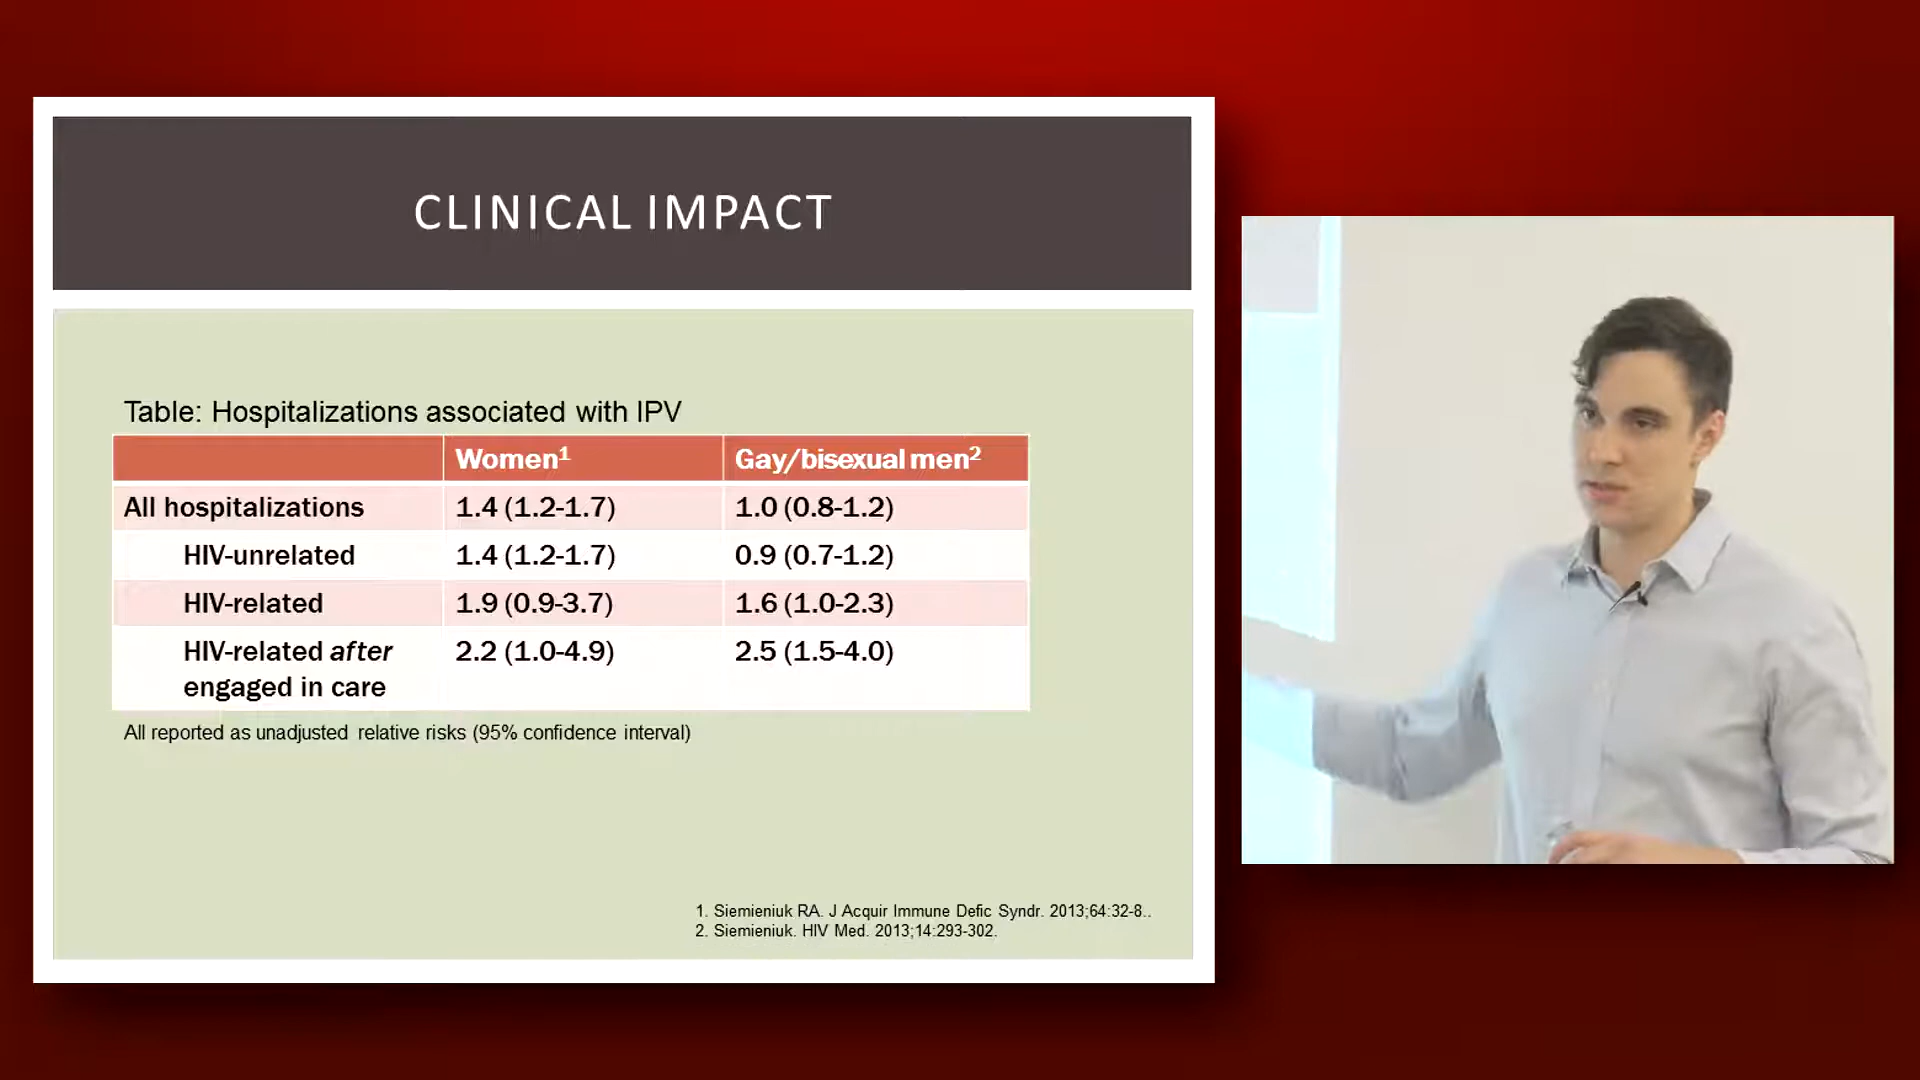 CLINICAL IMPACT
Table: Hospitalizations associated with IPV
Women1 Gay/bisexual men2
All hospitalizations 1.4 (1.2-1.7) 1.0 (0.8-1.2)
HIV-unrelated 1.4 (1.2-1.7) 0.9 (0.7-1.2)
HIV-related 1.9 (0.9-3.7) 1.6 (1.0-2.3)
HIV-related after 2.2 (1.0-4.9) 2.5 (1.5-4.0)
engaged in care
All reported as unadjusted relative risks (95% confidence interval)
1. Siemieniuk RA. J Acquir Immune Defic Syndr. 2013;64:32-8..
2. Siemieniuk. HIV Med. 2013;14:293-302.